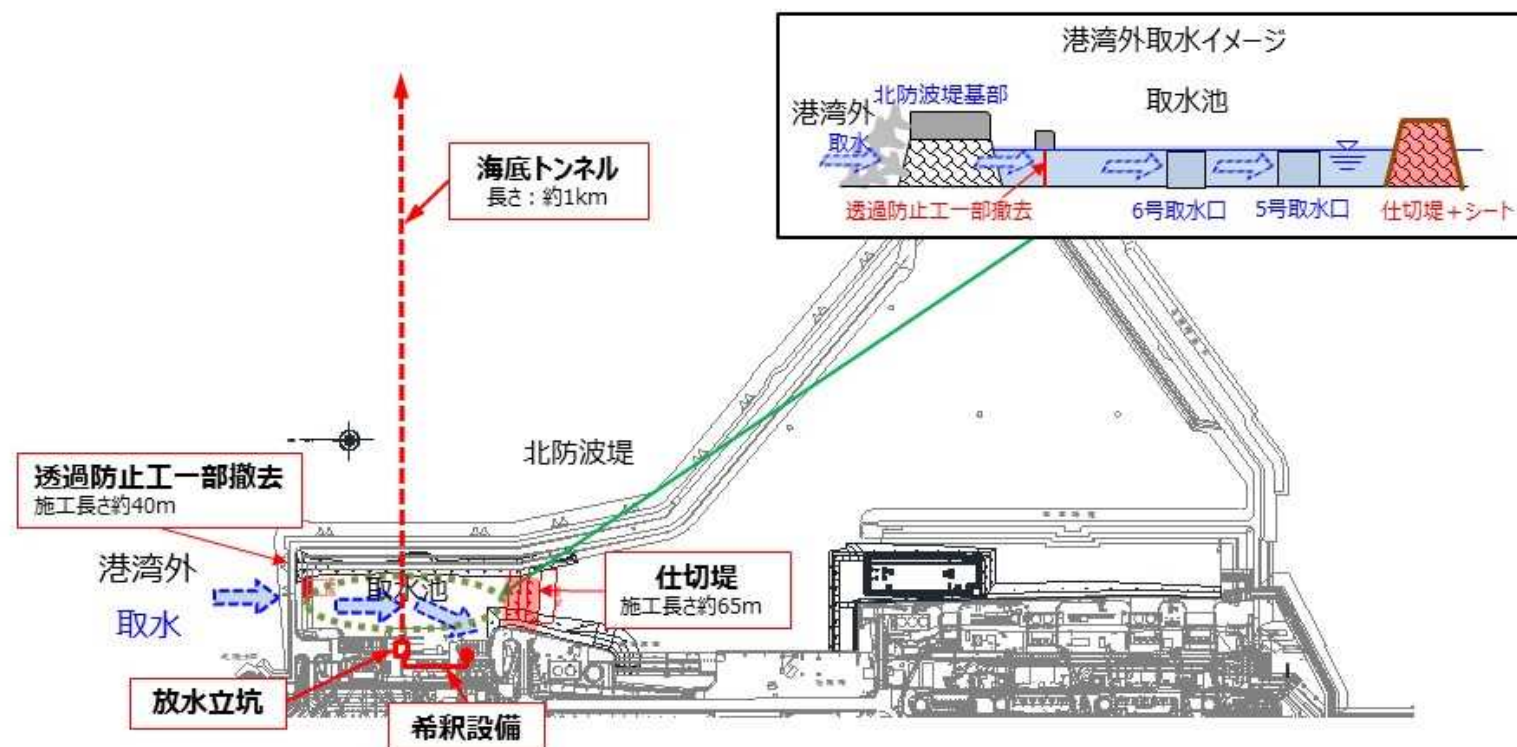 港湾外取水イメージ
北防波堤基部
取水池
港湾外
取水
透過防止工一部撤去
6号取水口
5号取水口
仕切堤+シート
海底トンネル
長さ：約1km
北防波堤
透過防止工一部撤去
施工長さ約40m
港湾外
取水
取水池
仕切堤
施工長さ約65m
放水立坑
希釈設備